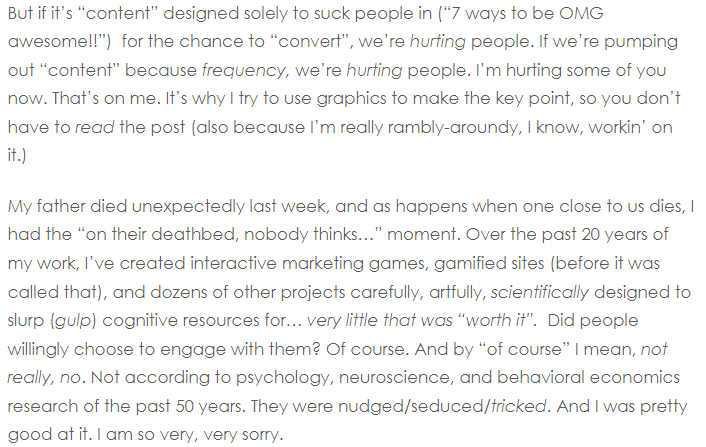 But if it’s “content” designed solely to suck people in (“7 ways to be OMG
awesome!!”)  for the chance to “convert”, we’re hurting people. If we’re pumping
out “content” because frequency, we’re hurting people. I’m hurting some of you
now. That’s on me. It’s why I try to use graphics to make the key point, so you don’t
have to read the post (also because I’m really rambly-aroundy, I know, workin’ on
it.)
My father died unexpectedly last week, and as happens when one close to us dies, I
had the “on their deathbed, nobody thinks…” moment. Over the past 20 years of
my work, I’ve created interactive marketing games, gamified sites (before it was
called that), and dozens of other projects carefully, artfully, scientifically designed to
slurp (gulp) cognitive resources for… very little that was “worth it”.  Did people
willingly choose to engage with them? Of course. And by “of course” I mean, not
really, no. Not according to psychology, neuroscience, and behavioral economics
research of the past 50 years. They were nudged/seduced/tricked. And I was pretty
good at it. I am so very, very sorry.